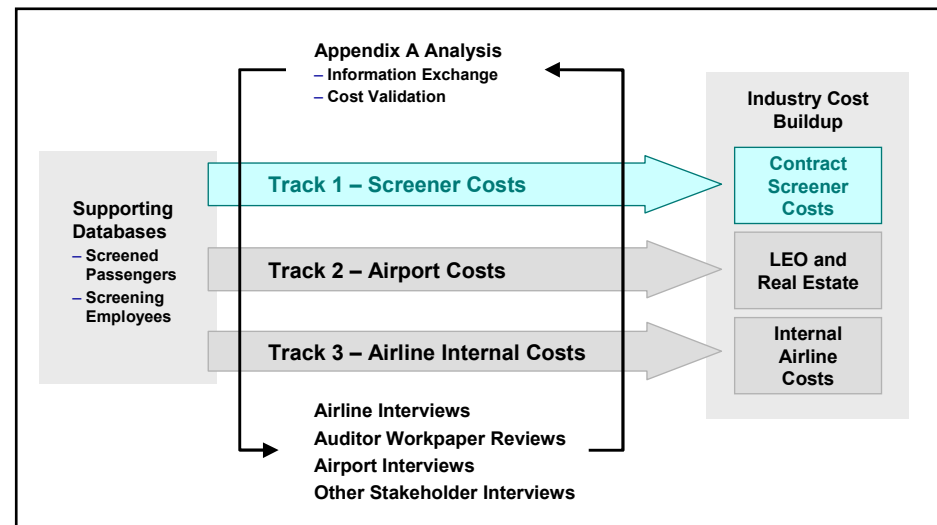 Appendix A Analysis
– Information Exchange
– Cost Validation
Industry Cost
Buildup
Supporting
Databases
– Screened
Passengers
– Screening
Employees
Track 1 – Screener Costs
Contract
Screener
Costs
Track 2 – Airport Costs
LEO and
Real Estate
Track 3 – Airline Internal Costs
Internal
Airline
Costs
Airline Interviews
Auditor Workpaper Reviews
Airport Interviews
Other Stakeholder Interviews